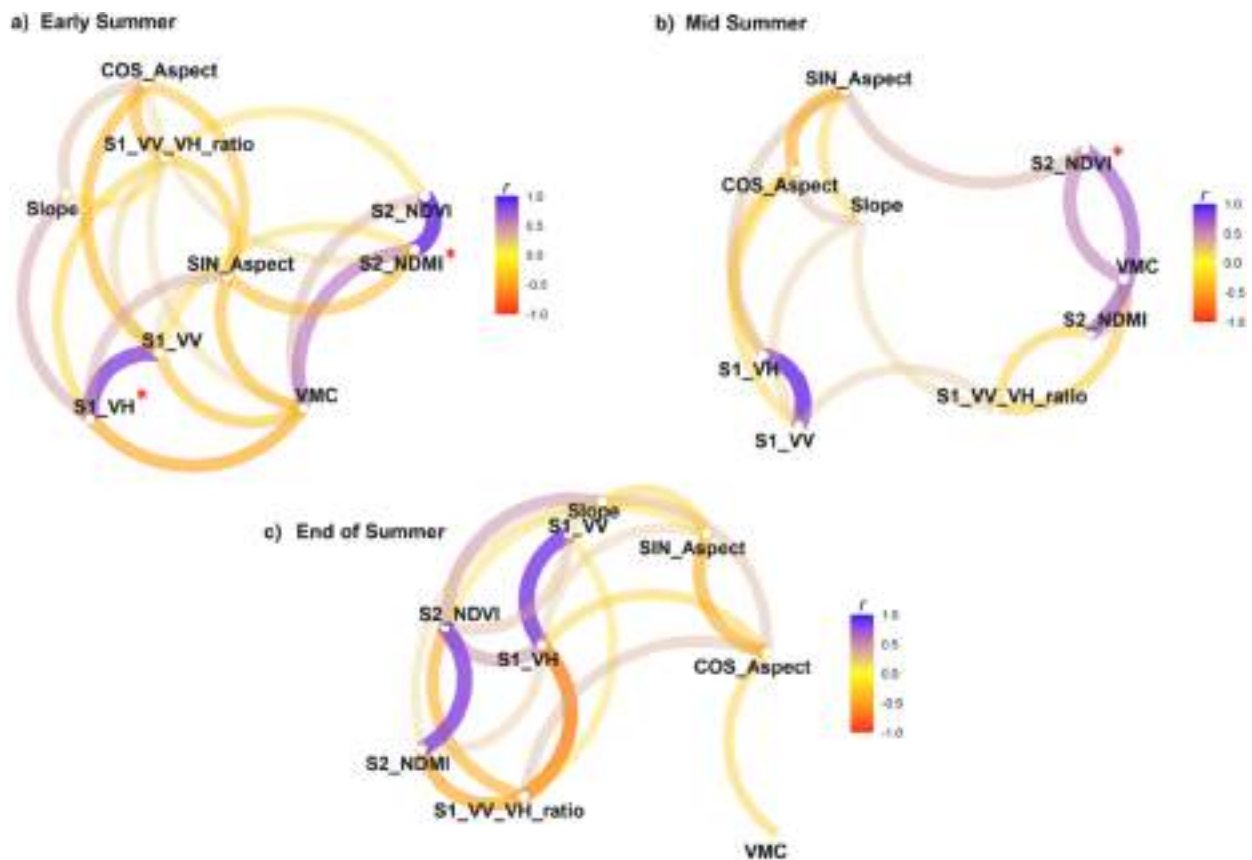 a) Early Summer
COS_Aspect
S1_VV_VH_ratio
Slope
S2_NDVI
S2_NDMI *
SIN_Aspect
S1_VV
VMC
S1_VH *
r
1.0
0.5
0.0
-0.5
-1.0
b) Mid Summer
SIN_Aspect
S2_NDVI *
COS_Aspect
Slope
VMC
S2_NDMI
S1_VH
S1_VV_VH_ratio
S1_VV
r
1.0
0.5
0.0
-0.5
-1.0
c) End of Summer
Slope
S1_VV
SIN_Aspect
S2_NDVI
S1_VH
COS_Aspect
S2_NDMI
S1_VV_VH_ratio
VMC
r
1.0
0.5
0.0
-0.5
-1.0